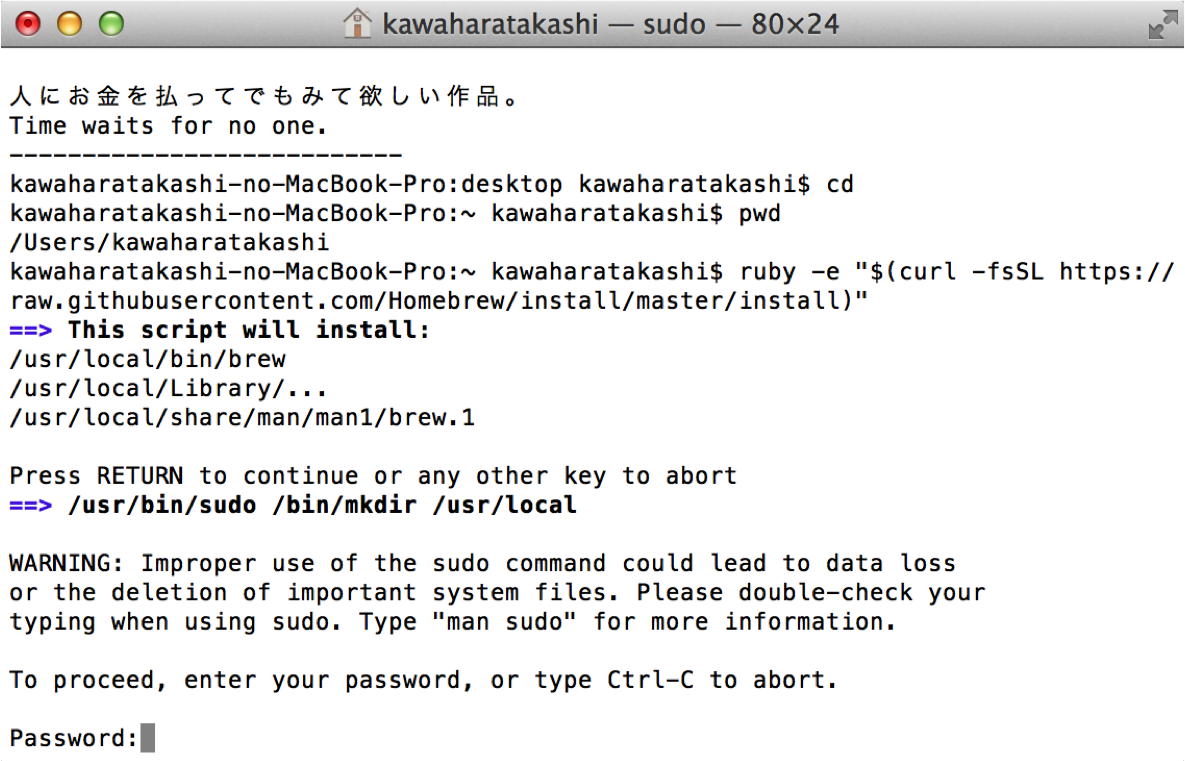 kawaharatakashi — sudo — 80×24
人にお金を払ってでもみて欲しい作品。
Time waits for no one.
---------------------------
kawaharatakashi-no-MacBook-Pro:desktop kawaharatakashi$ cd
kawaharatakashi-no-MacBook-Pro:~ kawaharatakashi$ pwd
/Users/kawaharatakashi
kawaharatakashi-no-MacBook-Pro:~ kawaharatakashi$ ruby -e "$(curl -fsSL https://
raw.githubusercontent.com/Homebrew/install/master/install)"
==> This script will install:
/usr/local/bin/brew
/usr/local/Library/...
/usr/local/share/man/man1/brew.1
Press RETURN to continue or any other key to abort
==> /usr/bin/sudo /bin/mkdir /usr/local
WARNING: Improper use of the sudo command could lead to data loss
or the deletion of important system files. Please double-check your
typing when using sudo. Type "man sudo" for more information.
To proceed, enter your password, or type Ctrl-C to abort.
Password: